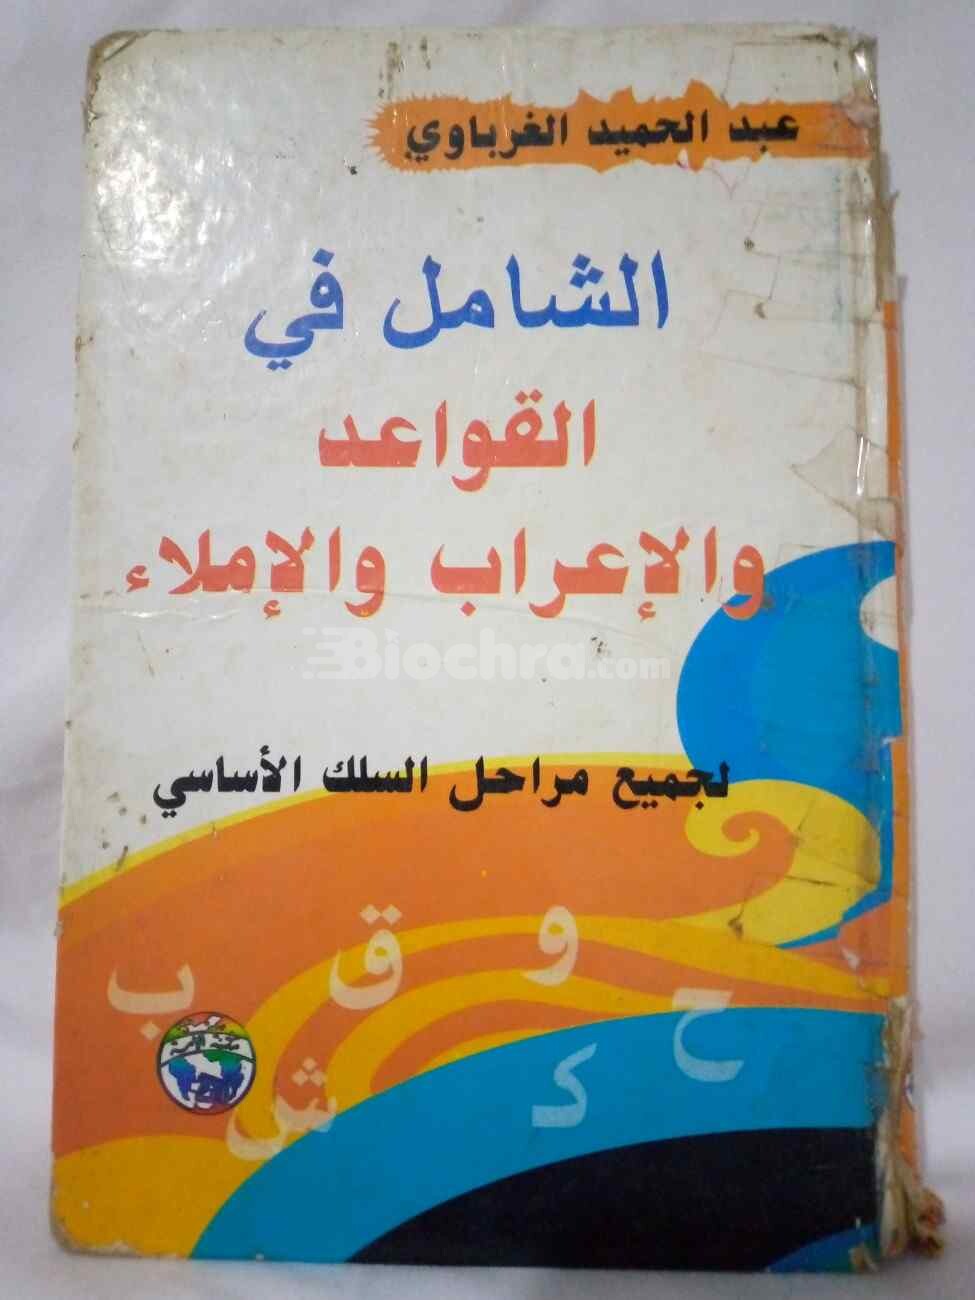 عبد الحميد الغرباوي
الشامل في
القواعد
والإعراب والإملاء
Biochra.com
لجميع مراحل السلك الأساسي
و
ق
ب
ح
ك
ش